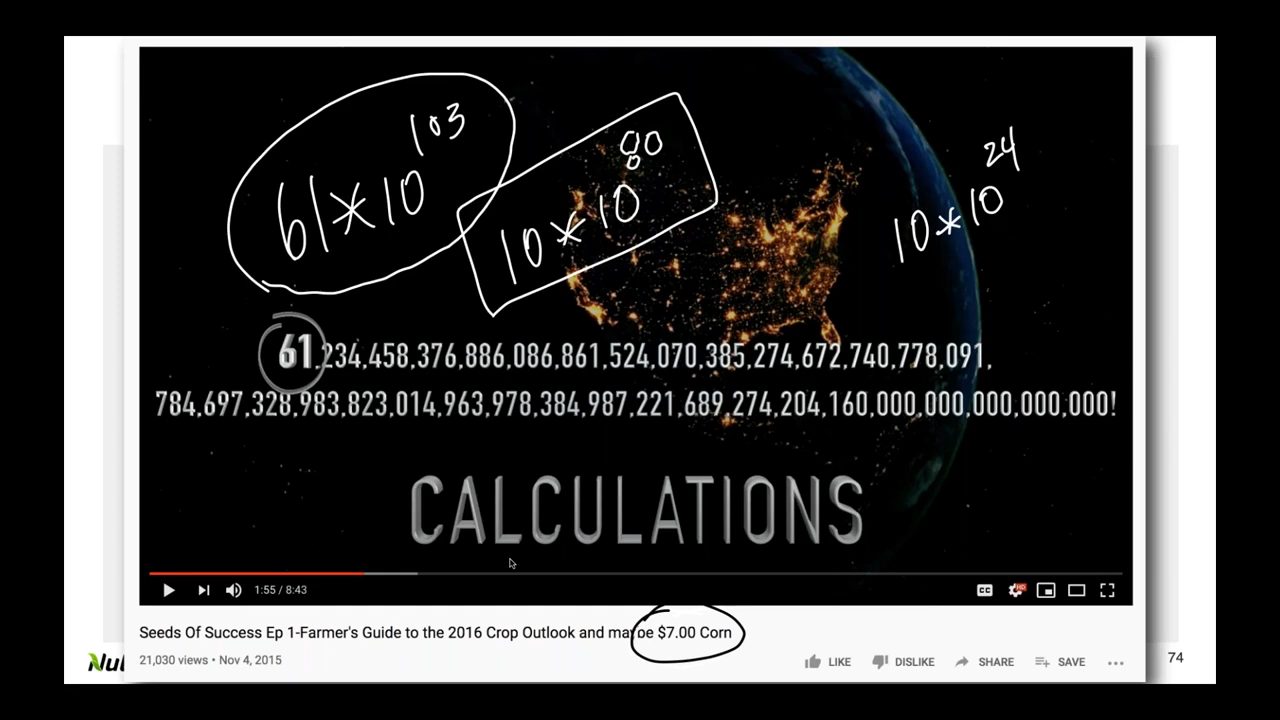 61*10^103
10*10^80
10*10^24
61,234,458,376,886,086,861,524,070,385,274,672,740,778,091,
784,697,328,983,823,014,963,978,384,987,221,689,274,204,160,000,000,000,000,000!
CALCULATIONS
1:55 / 8:43
CC
HD
Seeds Of Success Ep 1-Farmer's Guide to the 2016 Crop Outlook and maybe $7.00 Corn
21,030 views • Nov 4, 2015
LIKE DISLIKE SHARE SAVE
Nu
74